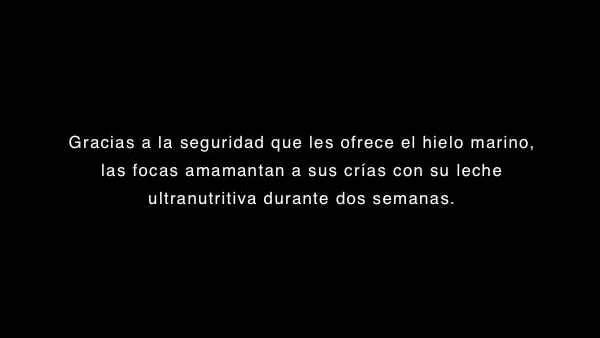 Gracias a la seguridad que les ofrece el hielo marino,
las focas amamantan a sus crías con su leche
ultranutritiva durante dos semanas.